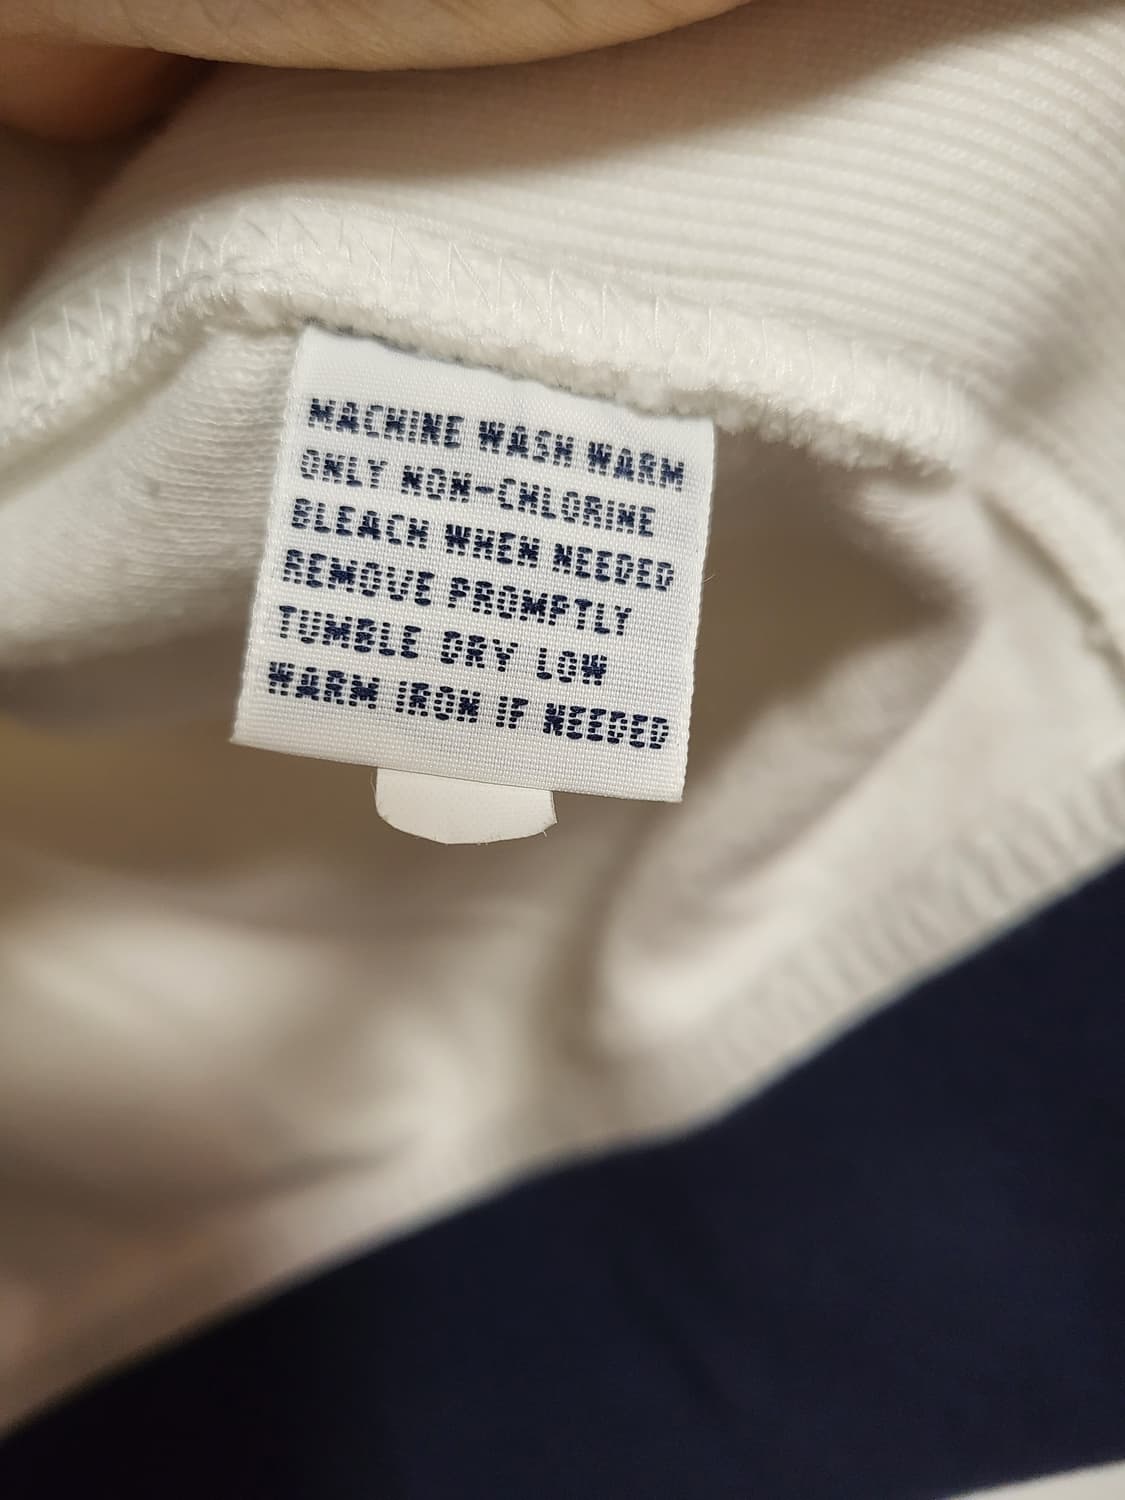 MACHINE WASH WARM
ONLY NON-CHLORINE
BLEACH WHEN NEEDED
REMOVE PROMPTLY
TUMBLE DRY LOW
WARM IRON IF NEEDED